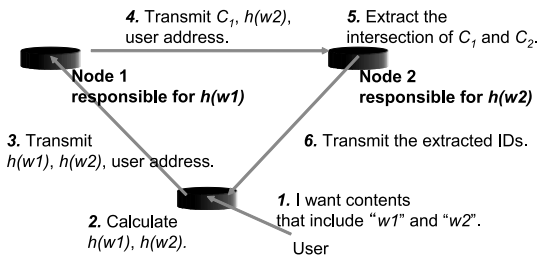 4. Transmit C1, h(w2),
user address.
5. Extract the
intersection of C1 and C2.
Node 1
responsible for h(w1)
Node 2
responsible for h(w2)
3. Transmit
h(w1), h(w2), user address.
6. Transmit the extracted IDs.
1. I want contents
that include “w1” and “w2”.
2. Calculate
h(w1), h(w2).
User